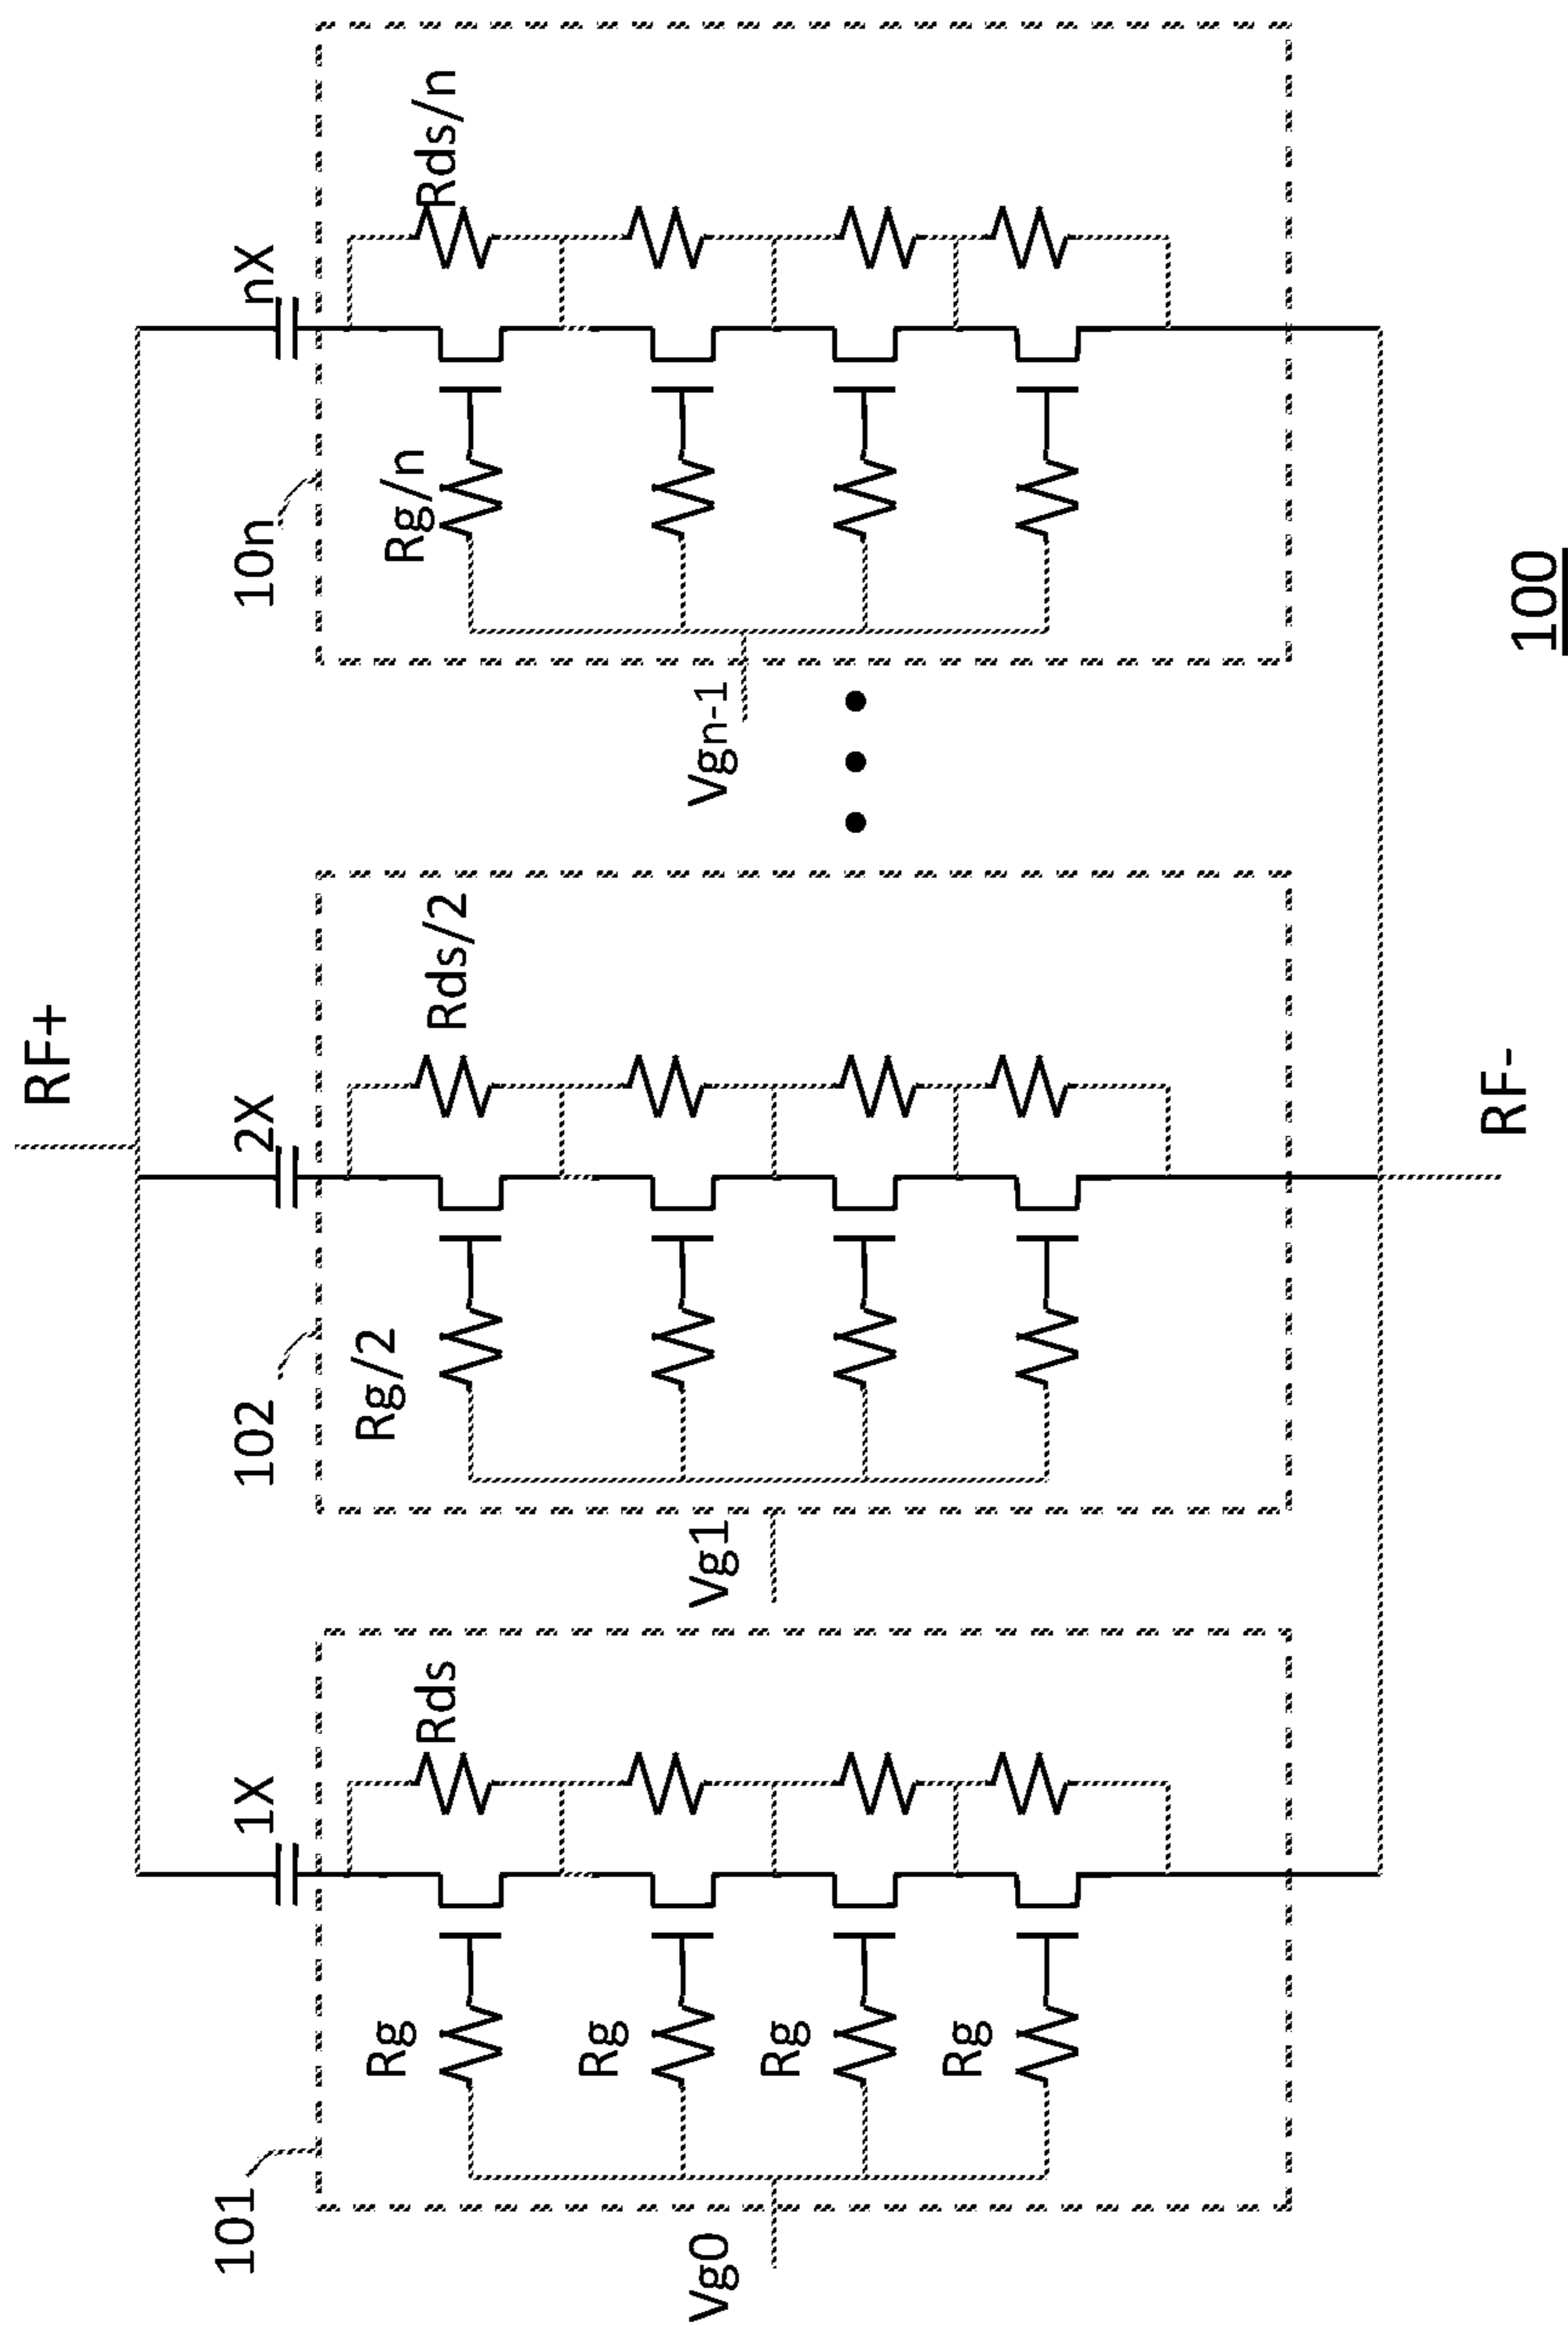 RF+
101
1X
102
2X
10n
nX
Rg
Rds
Rg/2
Rds/2
Rg/n
Rds/n
Rg
Vg0
Vg1
Vgn-1
Rg
Rg
RF-
100